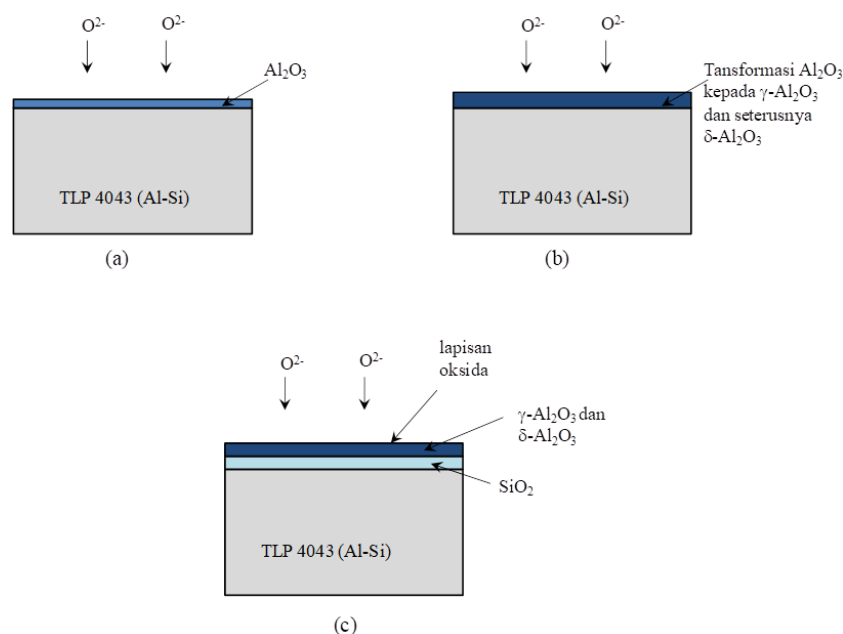 O²⁻ O²⁻
Al₂O₃
TLP 4043 (Al-Si)
(a)
O²⁻ O²⁻
Tansformasi Al₂O₃
kepada γ-Al₂O₃
dan seterusnya
δ-Al₂O₃
TLP 4043 (Al-Si)
(b)
O²⁻ O²⁻
lapisan
oksida
γ-Al₂O₃ dan
δ-Al₂O₃
SiO₂
TLP 4043 (Al-Si)
(c)